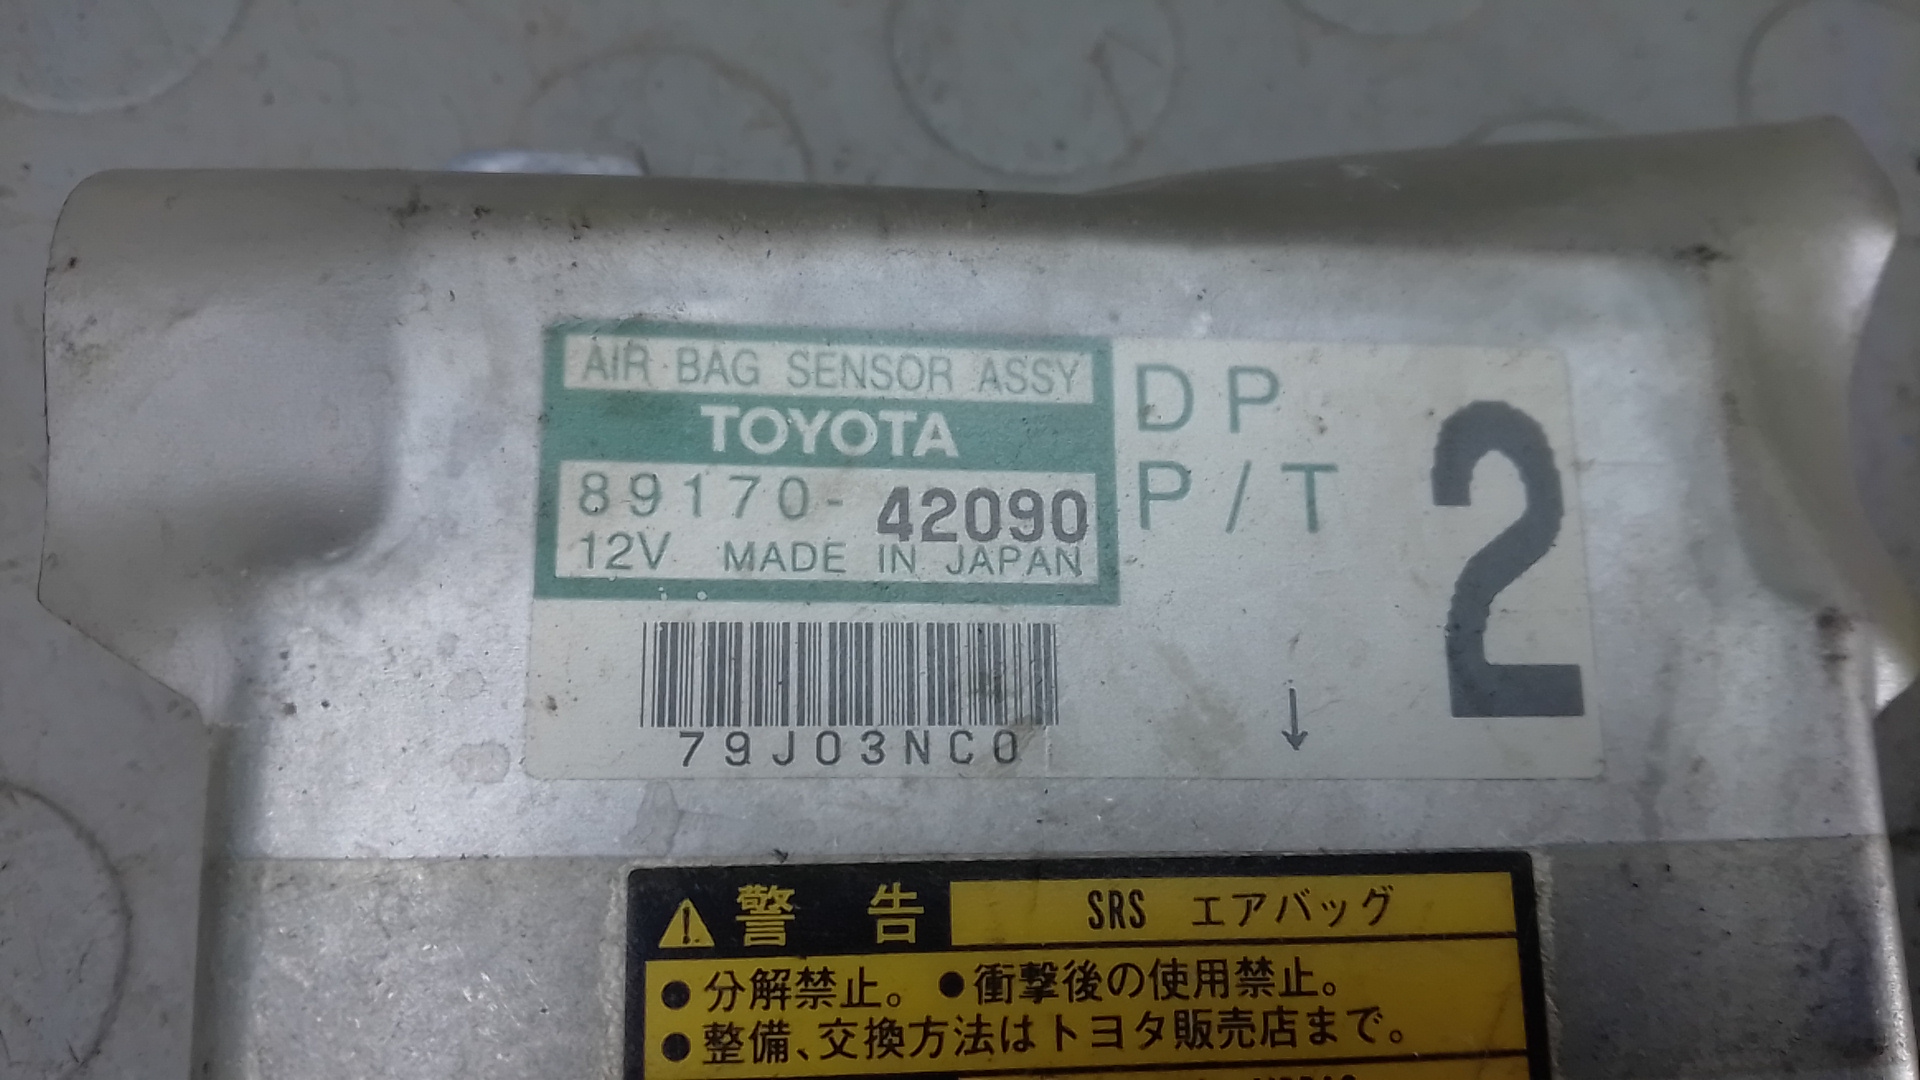 AIR BAG SENSOR ASSY
TOYOTA
89170-42090
12V MADE IN JAPAN
DP
P/T
2
79J03NC0
↓
警告 SRS エアバッグ
●分解禁止。●衝撃後の使用禁止。
●整備、交換方法はトヨタ販売店まで。